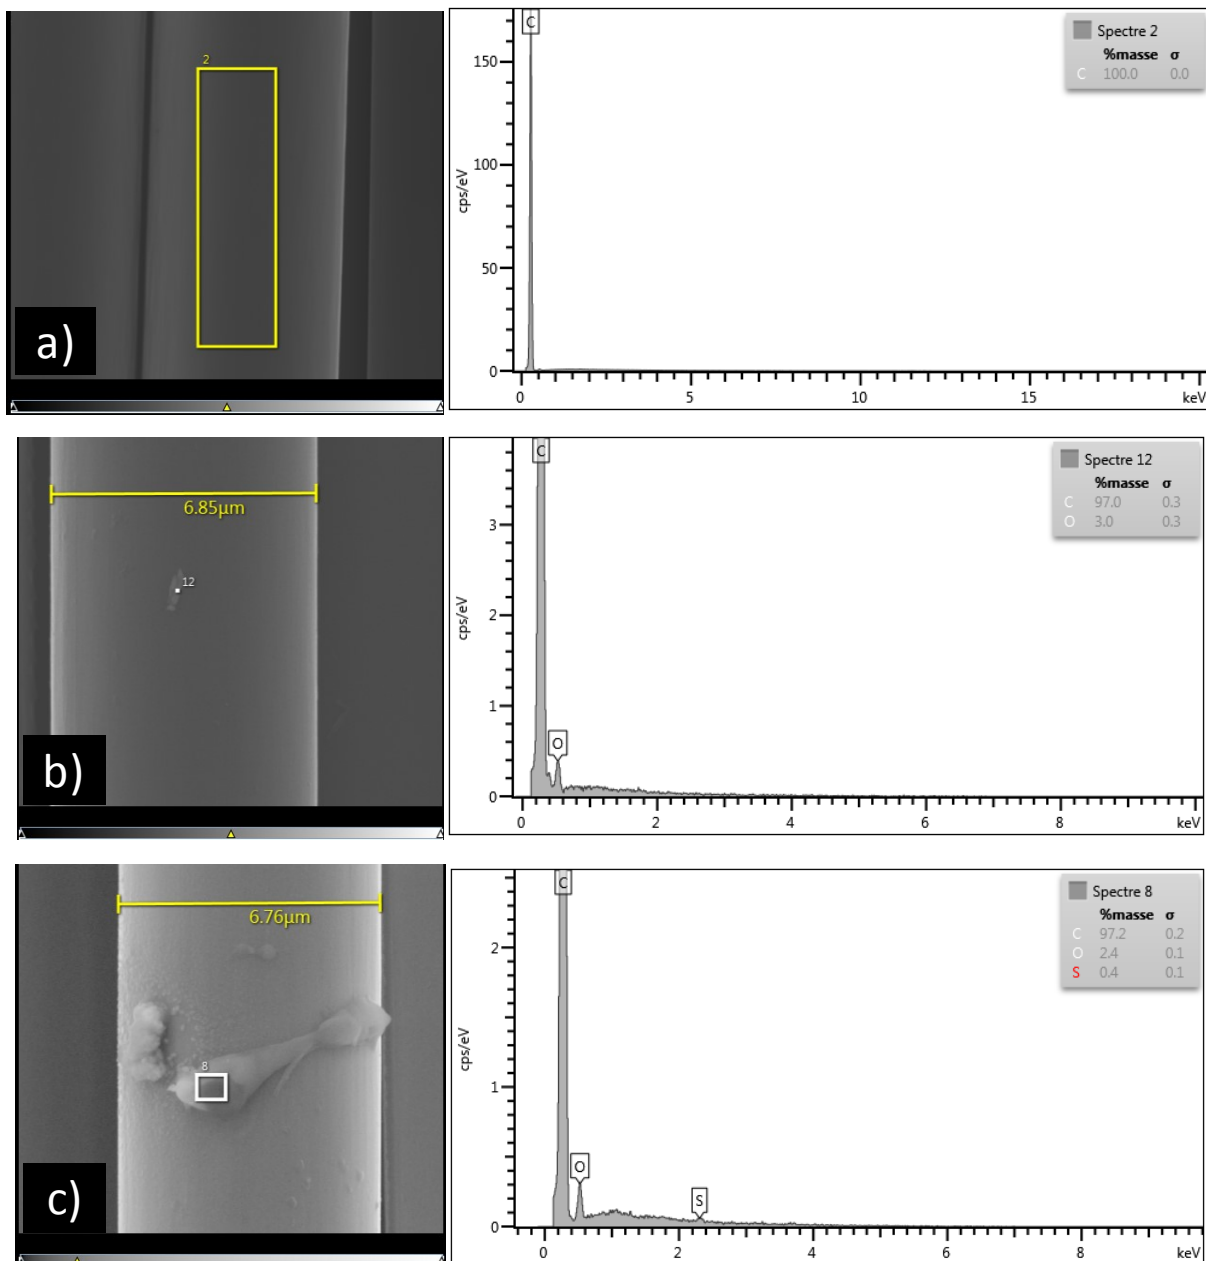 2
a)
C
150
100
50
0
cps/eV
0 5 10 15 keV
Spectre 2
%masse σ
C 100.0 0.0
6.85µm
12
b)
C
O
3
2
1
0
cps/eV
0 2 4 6 8 keV
Spectre 12
%masse σ
C 97.0 0.3
O 3.0 0.3
6.76µm
8
c)
C
O
S
2
1
0
cps/eV
0 2 4 6 8 keV
Spectre 8
%masse σ
C 97.2 0.2
O 2.4 0.1
S 0.4 0.1